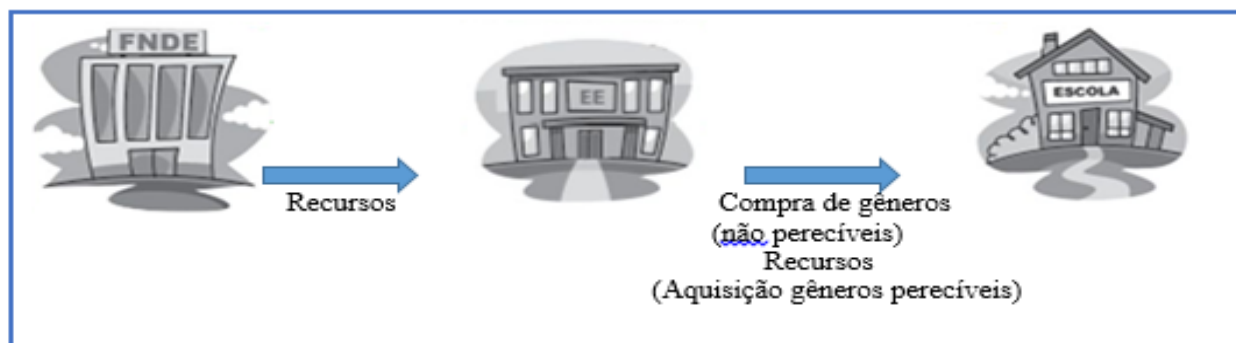 FNDE
EE
ESCOLA
Recursos
Compra de gêneros
(não perecíveis)
Recursos
(Aquisição gêneros perecíveis)